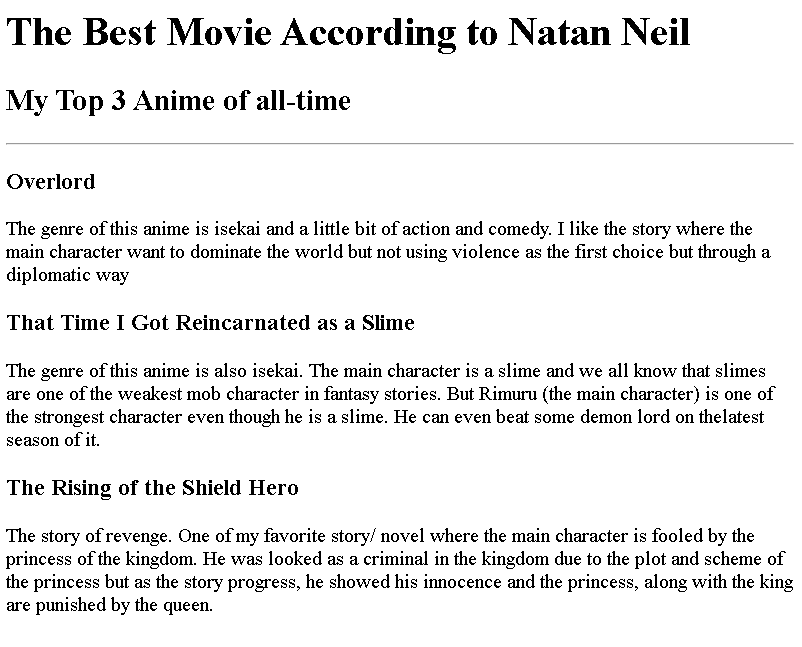 The Best Movie According to Natan Neil
My Top 3 Anime of all-time
Overlord
The genre of this anime is isekai and a little bit of action and comedy. I like the story where the
main character want to dominate the world but not using violence as the first choice but through a
diplomatic way
That Time I Got Reincarnated as a Slime
The genre of this anime is also isekai. The main character is a slime and we all know that slimes
are one of the weakest mob character in fantasy stories. But Rimuru (the main character) is one of
the strongest character even though he is a slime. He can even beat some demon lord on thelatest
season of it.
The Rising of the Shield Hero
The story of revenge. One of my favorite story/ novel where the main character is fooled by the
princess of the kingdom. He was looked as a criminal in the kingdom due to the plot and scheme of
the princess but as the story progress, he showed his innocence and the princess, along with the king
are punished by the queen.